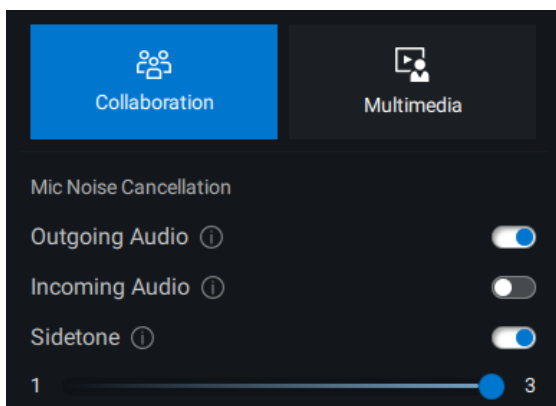 Collaboration
Multimedia
Mic Noise Cancellation
Outgoing Audio
Incoming Audio
Sidetone
1 3